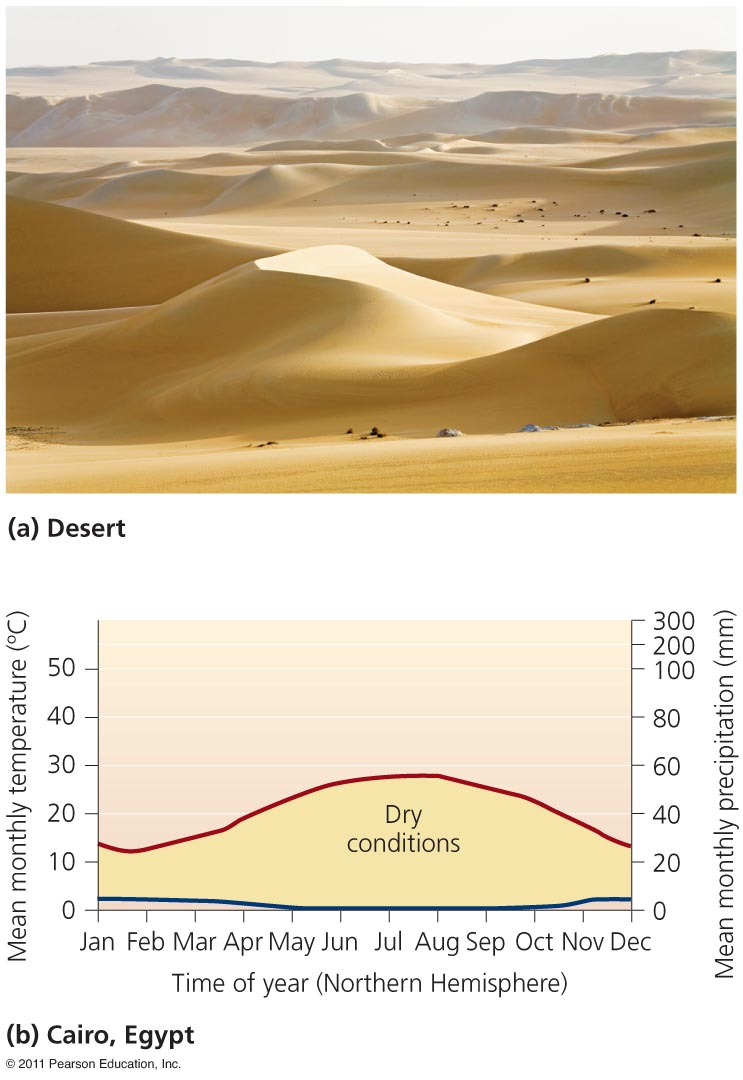 (a) Desert
Mean monthly temperature (ºC)
50
40
30
20
10
0
Dry
conditions
300
200
100
80
60
40
20
0
Mean monthly precipitation (mm)
Jan Feb Mar Apr May Jun Jul Aug Sep Oct Nov Dec
Time of year (Northern Hemisphere)
(b) Cairo, Egypt
© 2011 Pearson Education, Inc.